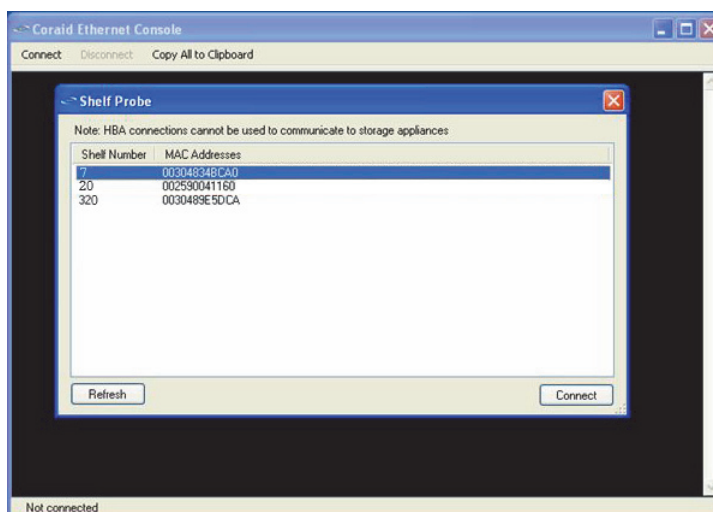 Coraid Ethernet Console
Connect Disconnect Copy All to Clipboard
Shelf Probe
Note: HBA connections cannot be used to communicate to storage appliances
Shelf Number MAC Addresses
7 00304834BCA0
20 002590041160
320 0030489E5DCA
Refresh Connect
Not connected